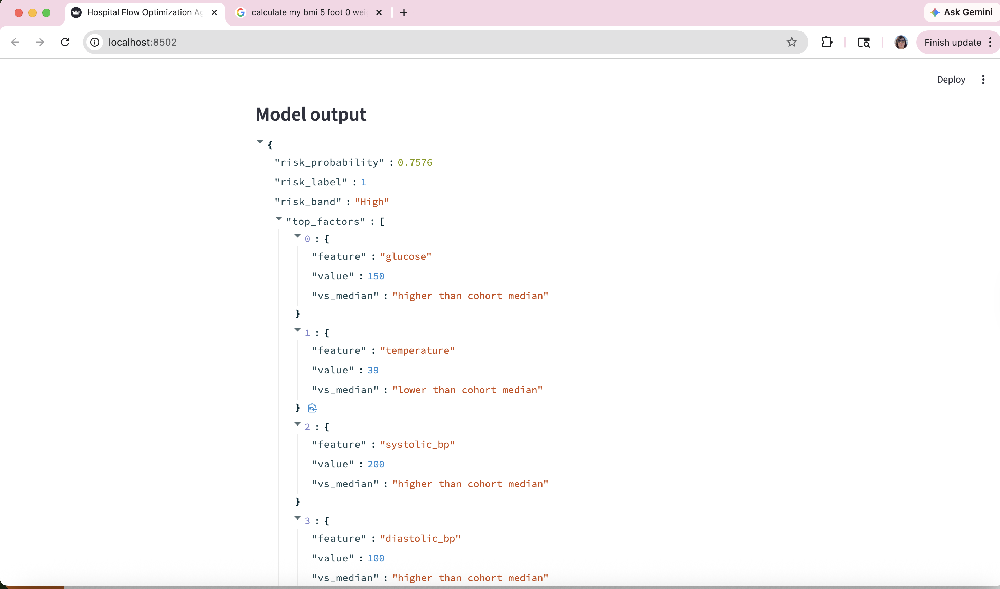 Hospital Flow Optimization Ag
calculate my bmi 5 foot 0 wei
Ask Gemini
localhost:8502
Finish update
Deploy
Model output
{
"risk_probability" : 0.7576
"risk_label" : 1
"risk_band" : "High"
"top_factors" : [
0 : {
"feature" : "glucose"
"value" : 150
"vs_median" : "higher than cohort median"
}
1 : {
"feature" : "temperature"
"value" : 39
"vs_median" : "lower than cohort median"
}
2 : {
"feature" : "systolic_bp"
"value" : 200
"vs_median" : "higher than cohort median"
}
3 : {
"feature" : "diastolic_bp"
"value" : 100
"vs_median" : "higher than cohort median"